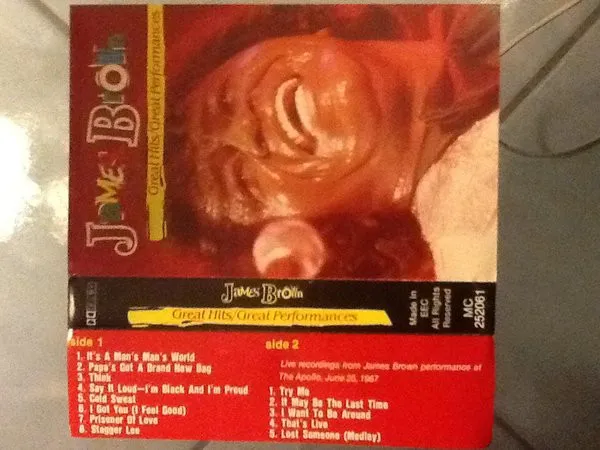 James Brown
Great Hits/Great Performances
James Brown
Great Hits/Great Performances
Made in
EEC
All Rights
Reserved
MC
252061
side 1
1. It's A Man's Man's World
2. Papa's Got A Brand New Bag
3. Think
4. Say It Loud—I'm Black And I'm Proud
5. Cold Sweat
6. I Got You (I Feel Good)
7. Prisoner Of Love
8. Stagger Lee
side 2
Live recordings from James Brown performance at
The Apollo, June 25, 1967
1. Try Me
2. It May Be The Last Time
3. I Want To Be Around
4. That's Live
5. Lost Someone (Medley)